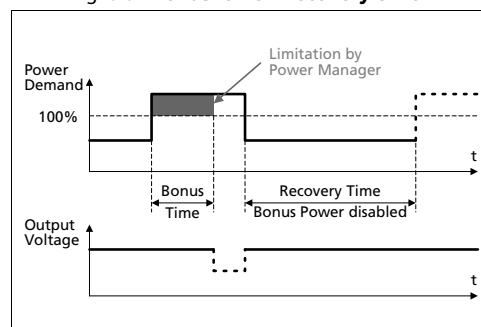 Limitation by
Power Manager
Power
Demand
100%
t
Bonus
Time
Recovery Time
Bonus Power disabled
Output
Voltage
t